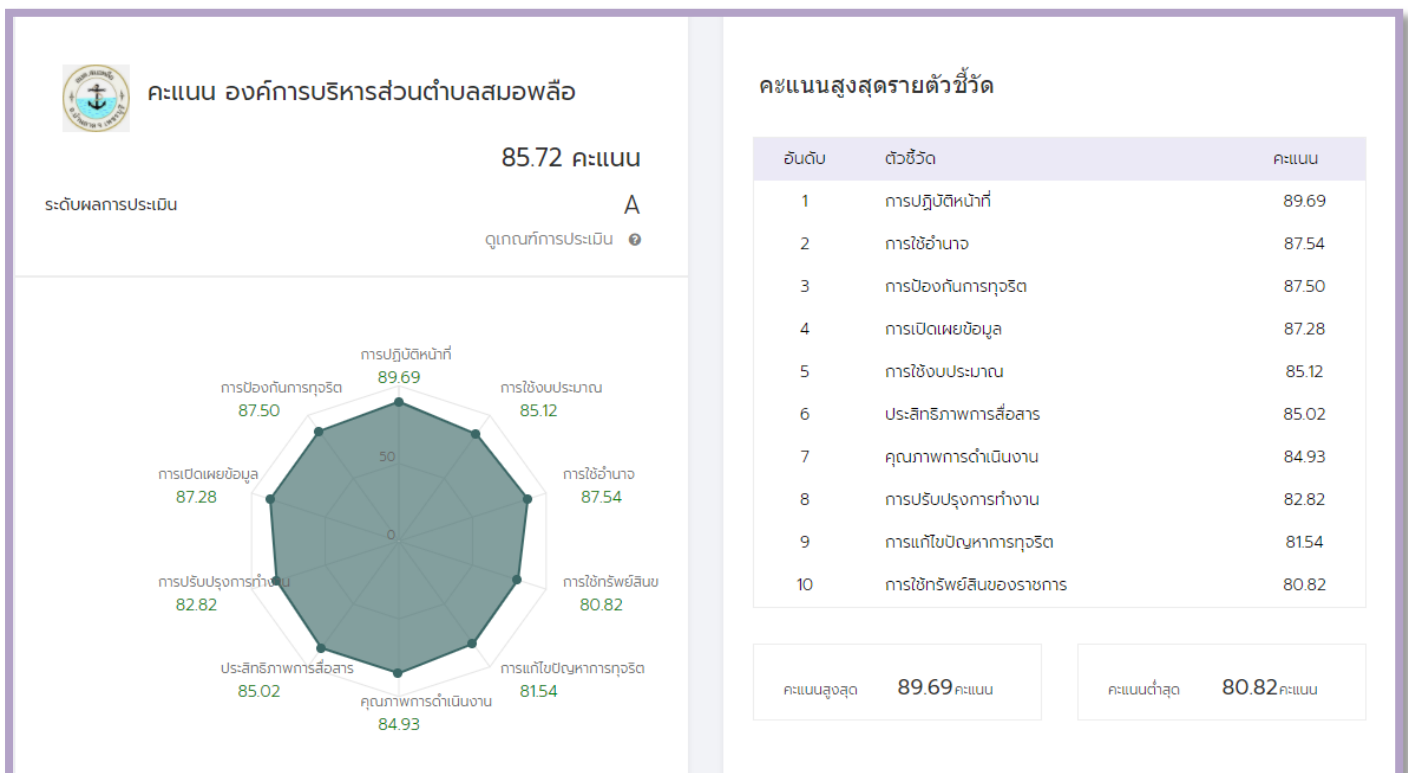 คะแนน องค์การบริหารส่วนตำบลสมอพลือ
85.72 คะแนน
ระดับผลการประเมิน A
ดูเกณฑ์การประเมิน
การปฏิบัติหน้าที่
89.69
การป้องกันการทุจริต
87.50
การใช้งบประมาณ
85.12
50
การเปิดเผยข้อมูล
87.28
การใช้อำนาจ
87.54
0
การปรับปรุงการทำงาน
82.82
การใช้ทรัพย์สินข
80.82
ประสิทธิภาพการสื่อสาร
85.02
การแก้ไขปัญหาการทุจริต
81.54
คุณภาพการดำเนินงาน
84.93
คะแนนสูงสุดรายตัวชี้วัด
อันดับ ตัวชี้วัด คะแนน
1 การปฏิบัติหน้าที่ 89.69
2 การใช้อำนาจ 87.54
3 การป้องกันการทุจริต 87.50
4 การเปิดเผยข้อมูล 87.28
5 การใช้งบประมาณ 85.12
6 ประสิทธิภาพการสื่อสาร 85.02
7 คุณภาพการดำเนินงาน 84.93
8 การปรับปรุงการทำงาน 82.82
9 การแก้ไขปัญหาการทุจริต 81.54
10 การใช้ทรัพย์สินของราชการ 80.82
คะแนนสูงสุด 89.69 คะแนน
คะแนนต่ำสุด 80.82 คะแนน